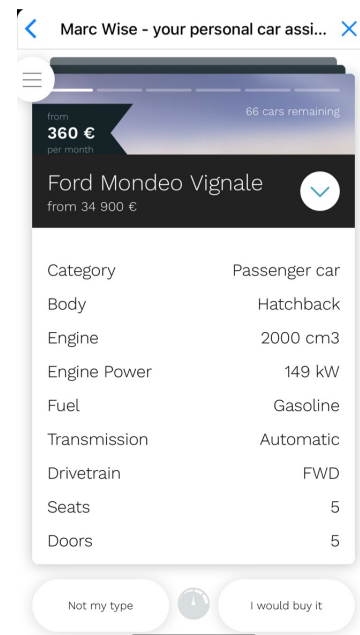 Marc Wise - your personal car assi...
from
360 €
per month
66 cars remaining
Ford Mondeo Vignale
from 34 900 €
Category Passenger car
Body Hatchback
Engine 2000 cm3
Engine Power 149 kW
Fuel Gasoline
Transmission Automatic
Drivetrain FWD
Seats 5
Doors 5
Not my type
I would buy it